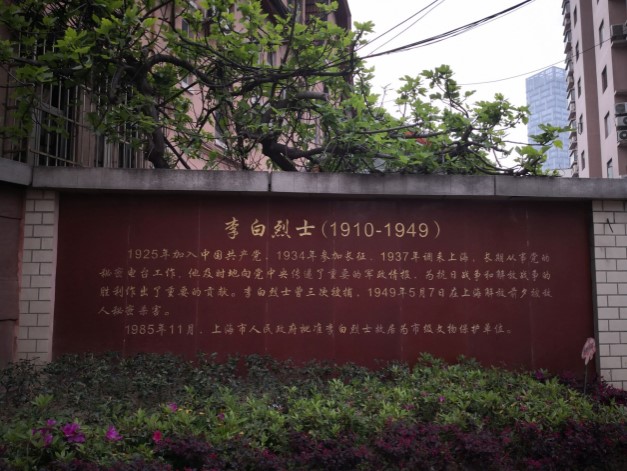 李白烈士(1910-1949)
1925年加入中国共产党，1934年参加长征，1937年调来上海，长期从事党的
秘密电台工作，他及时地向党中央传送了重要的军政情报，为抗日战争和解放战争的
胜利作出了重要的贡献。李白烈士曾三次被捕，1949年5月7日在上海解放前夕被敌
人秘密杀害。
1985年11月，上海市人民政府批准李白烈士故居为市级文物保护单位。